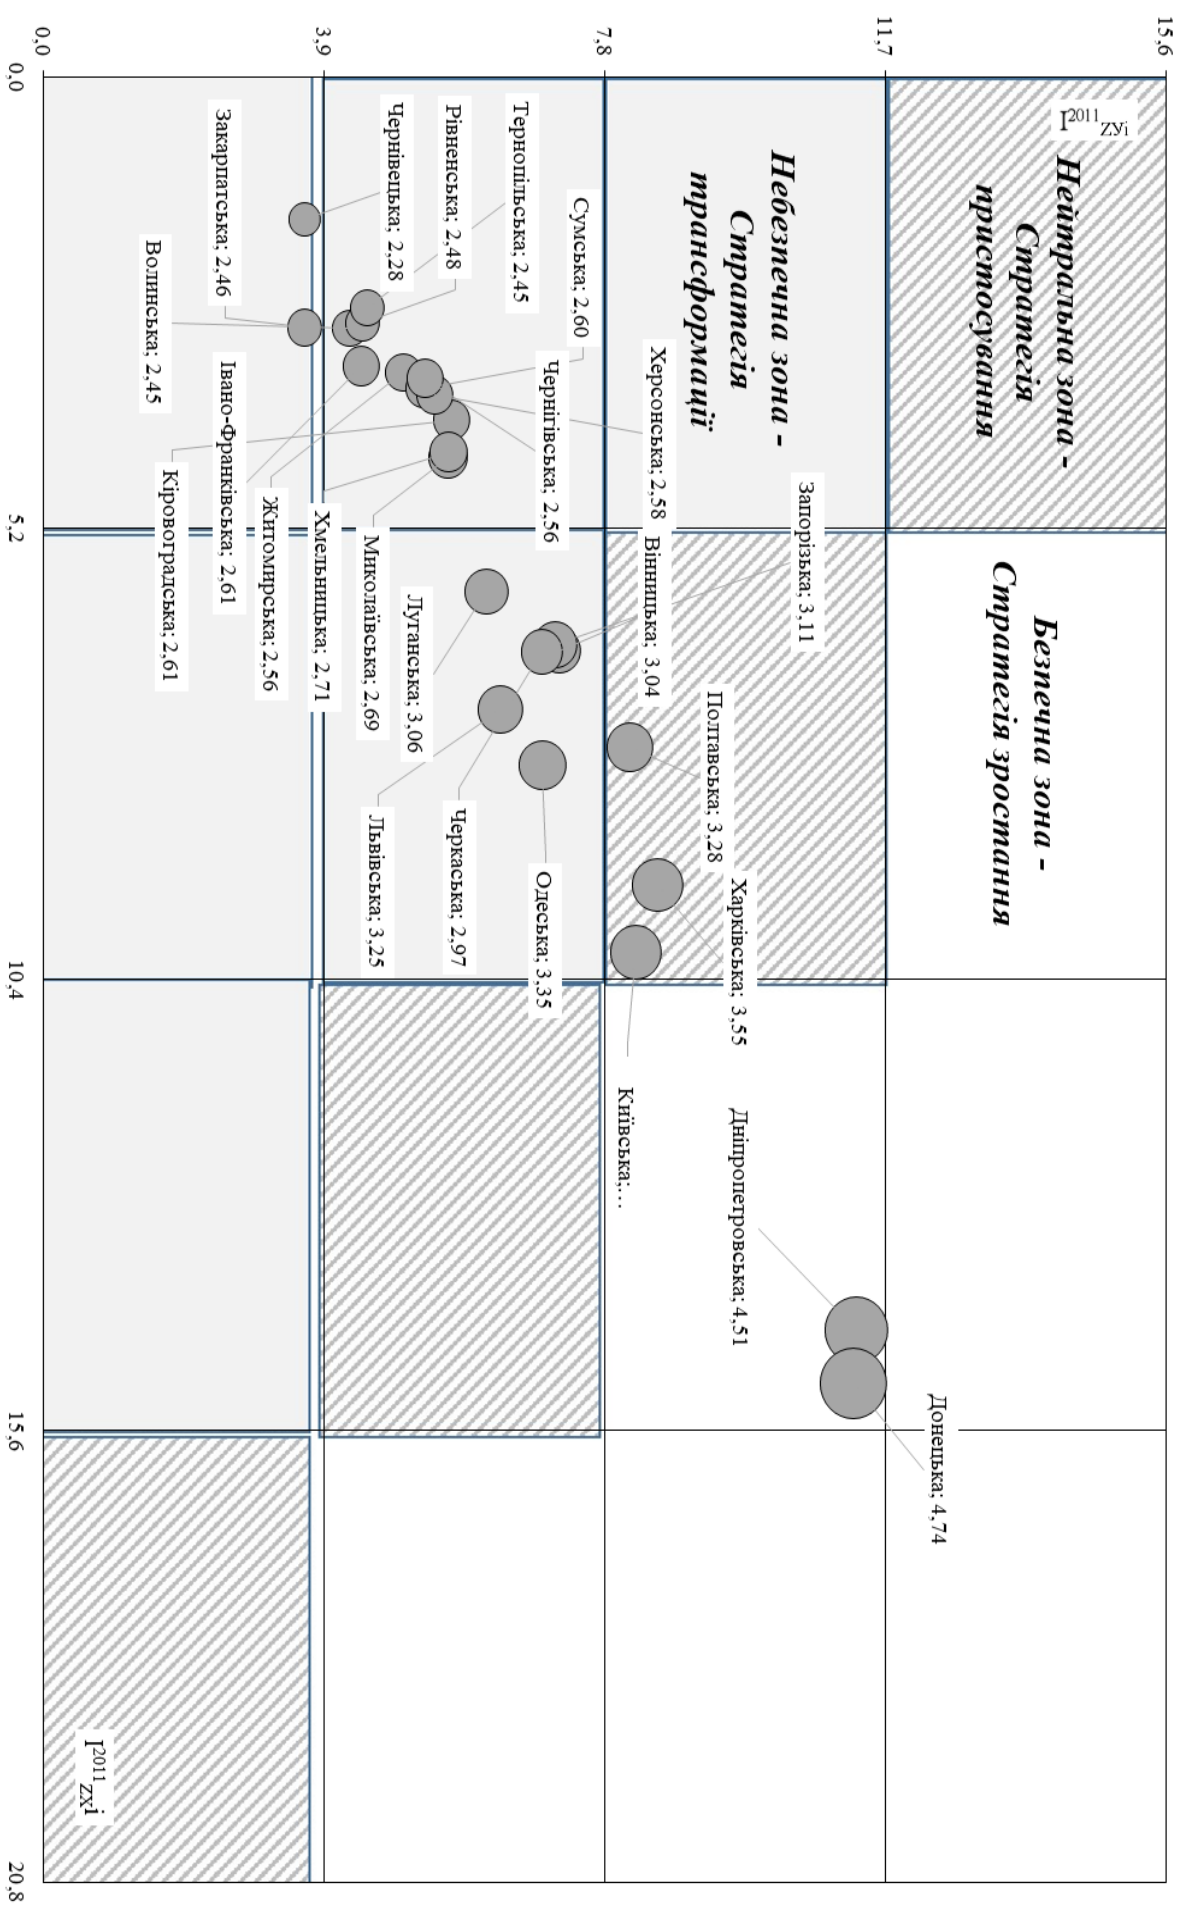 15,6
11,7
7,8
3,9
0,0
0,0
5,2
10,4
15,6
20,8
I²⁰¹¹ZYi
Нейтральна зона -
Стратегія
пристосування
Безпечна зона -
Стратегія зростання
Небезпечна зона -
Стратегія
трансформації
Донецька; 4,74
Запорізька; 3,11
Дніпропетровська; 4,51
Харківська; 3,55
Полтавська; 3,28
Херсонська; 2,58
Вінницька; 3,04
Київська;…
Сумська; 2,60
Чернігівська; 2,56
Одеська; 3,35
Тернопільська; 2,45
Рівненська; 2,48
Черкаська; 2,97
Луганська; 3,06
Чернівецька; 2,28
Миколаївська; 2,69
Львівська; 3,25
Хмельницька; 2,71
Житомирська; 2,56
Закарпатська; 2,46
Івано-Франківська; 2,61
Кіровоградська; 2,61
Волинська; 2,45
I²⁰¹¹ZXi